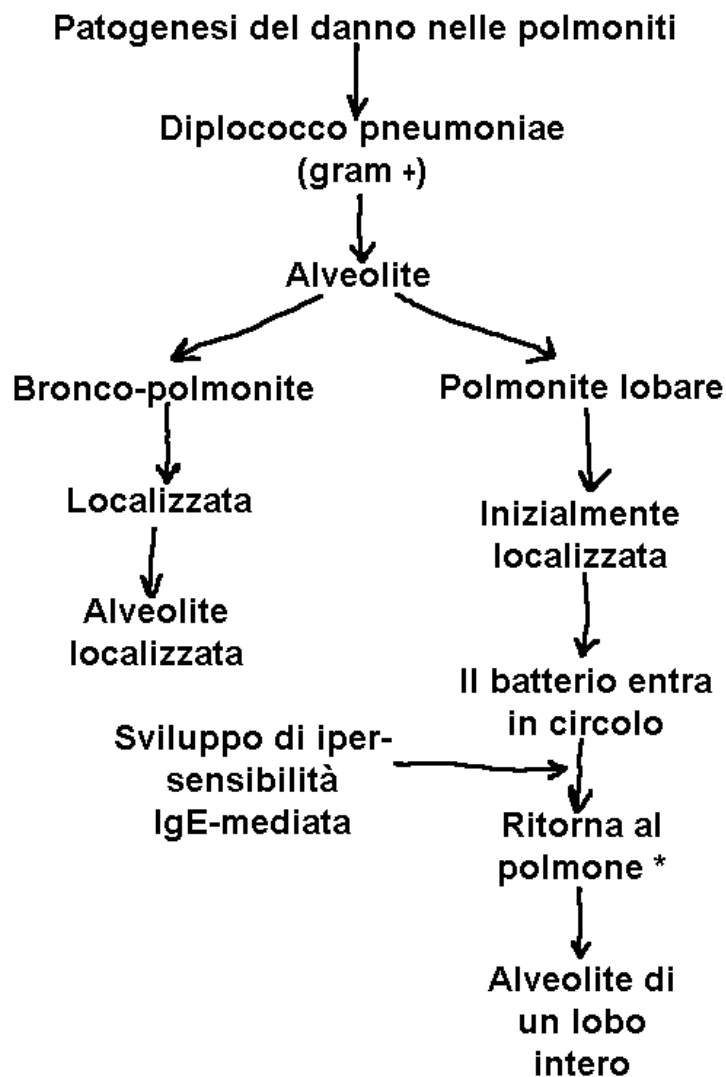 Patogenesi del danno nelle polmoniti
Diplococco pneumoniae
(gram +)
Alveolite
Bronco-polmonite
Localizzata
Alveolite
localizzata
Polmonite lobare
Inizialmente
localizzata
Il batterio entra
in circolo
Sviluppo di iper-
sensibilità
IgE-mediata
Ritorna al
polmone *
Alveolite di
un lobo
intero